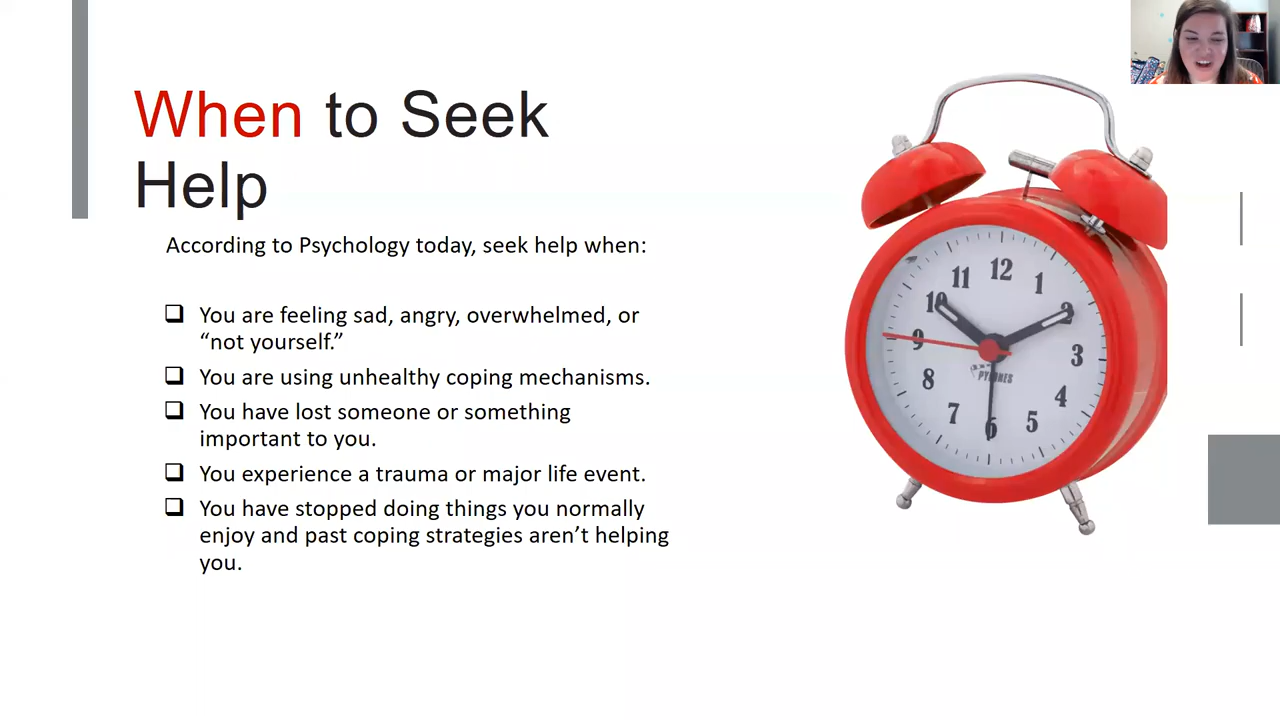 When to Seek
Help
According to Psychology today, seek help when:
❑ You are feeling sad, angry, overwhelmed, or
“not yourself.”
❑ You are using unhealthy coping mechanisms.
❑ You have lost someone or something
important to you.
❑ You experience a trauma or major life event.
❑ You have stopped doing things you normally
enjoy and past coping strategies aren’t helping
you.
12
11
1
10
2
9
3
8
4
7
5
6